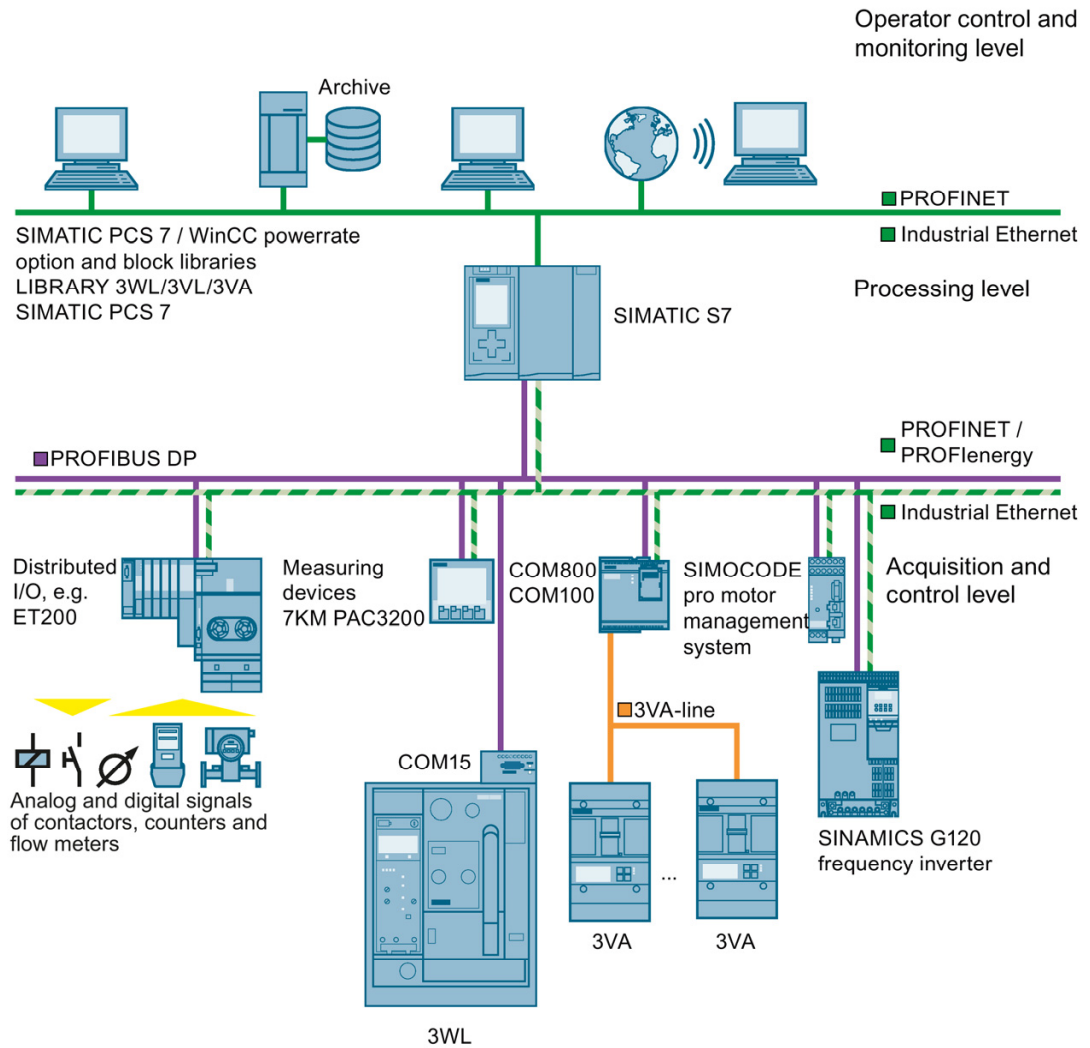 Operator control and
monitoring level
Archive
PROFINET
Industrial Ethernet
SIMATIC PCS 7 / WinCC powerrate
option and block libraries
LIBRARY 3WL/3VL/3VA
SIMATIC PCS 7
Processing level
SIMATIC S7
PROFIBUS DP
PROFINET /
PROFIenergy
Industrial Ethernet
Distributed
I/O, e.g.
ET200
Measuring
devices
7KM PAC3200
COM800
COM100
SIMOCODE
pro motor
management
system
Acquisition and
control level
3VA-line
COM15
Analog and digital signals
of contactors, counters and
flow meters
SINAMICS G120
frequency inverter
...
3VA
3VA
3WL